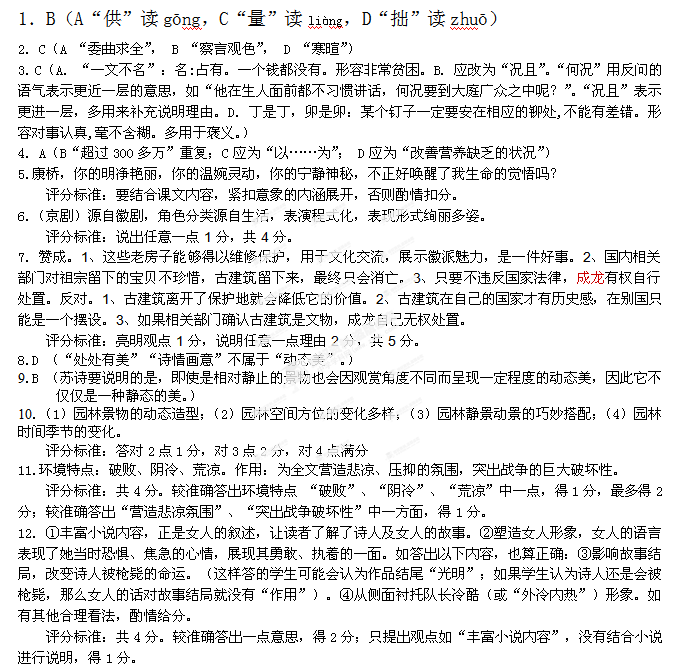 1. B（A“供”读 gōng，C“量”读 liàng，D“拙”读 zhuō）
2. C（A “委曲求全”， B “察言观色”， D “寒暄”）
3. C（A. “一文不名”：名:占有。一个钱都没有。形容非常贫困。B. 应改为“况且”。“何况”用反问的
语气表示更近一层的意思，如“他在生人面前都不习惯讲话，何况要到大庭广众之中呢？”。“况且”表示
更进一层，多用来补充说明理由。D. 丁是丁，卯是卯：某个钉子一定要安在相应的铆处,不能有差错。形
容对事认真,毫不含糊。多用于褒义。）
4. A（B“超过 300 多万”重复；C 应为“以……为”； D 应为“改善营养缺乏的状况”）
5.康桥，你的明净艳丽，你的温婉灵动，你的宁静神秘，不正好唤醒了我生命的觉悟吗？
评分标准：要结合课文内容，紧扣意象的内涵展开，否则酌情扣分。
6.（京剧）源自徽剧，角色分类源自生活，表演程式化，表现形式绚丽多姿。
评分标准：说出任意一点 1 分，共 4 分。
7. 赞成。1、这些老房子能够得以维修保护，用于文化交流，展示徽派魅力，是一件好事。2、国内相关
部门对祖宗留下的宝贝不珍惜，古建筑留下来，最终只会消亡。3、只要不违反国家法律，成龙有权自行
处置。反对。1、古建筑离开了保护地就会降低它的价值。2、古建筑在自己的国家才有历史感，在别国只
能是一个摆设。3、如果相关部门确认古建筑是文物，成龙自己无权处置。
评分标准：亮明观点 1 分，说明任意一点理由 2 分，共 5 分。
8.D （“处处有美”“诗情画意”不属于“动态美”。）
9.B （苏诗要说明的是，即使是相对静止的景物也会因观赏角度不同而呈现一定程度的动态美，因此它不
仅仅是一种静态的美。）
10.（1）园林景物的动态造型；（2）园林空间方位的变化多样；（3）园林静景动景的巧妙搭配；（4）园林
时间季节的变化。
评分标准：答对 2 点 1 分，对 3 点 2 分，对 4 点满分
11.环境特点：破败、阴冷、荒凉。作用：为全文营造悲凉、压抑的氛围，突出战争的巨大破坏性。
评分标准：共 4 分。较准确答出环境特点 “破败”、“阴冷”、“荒凉”中一点，得 1 分，最多得 2
分；较准确答出“营造悲凉氛围”、“突出战争破坏性”中一方面，得 1 分。
12. ①丰富小说内容，正是女人的叙述，让读者了解了诗人及女人的故事。②塑造女人形象，女人的语言
表现了她当时恐惧、焦急的心情，展现其勇敢、执着的一面。如答出以下内容，也算正确：③影响故事结
局，改变诗人被枪毙的命运。（这样答的学生可能会认为作品结尾“光明”；如果学生认为诗人还是会被
枪毙，那么女人的话对故事结局就没有“作用”）。④从侧面衬托队长冷酷（或“外冷内热”）形象。如
有其他合理看法，酌情给分。
评分标准：共 4 分。较准确答出一点意思，得 2 分；只提出观点如“丰富小说内容”，没有结合小说
进行说明，得 1 分。